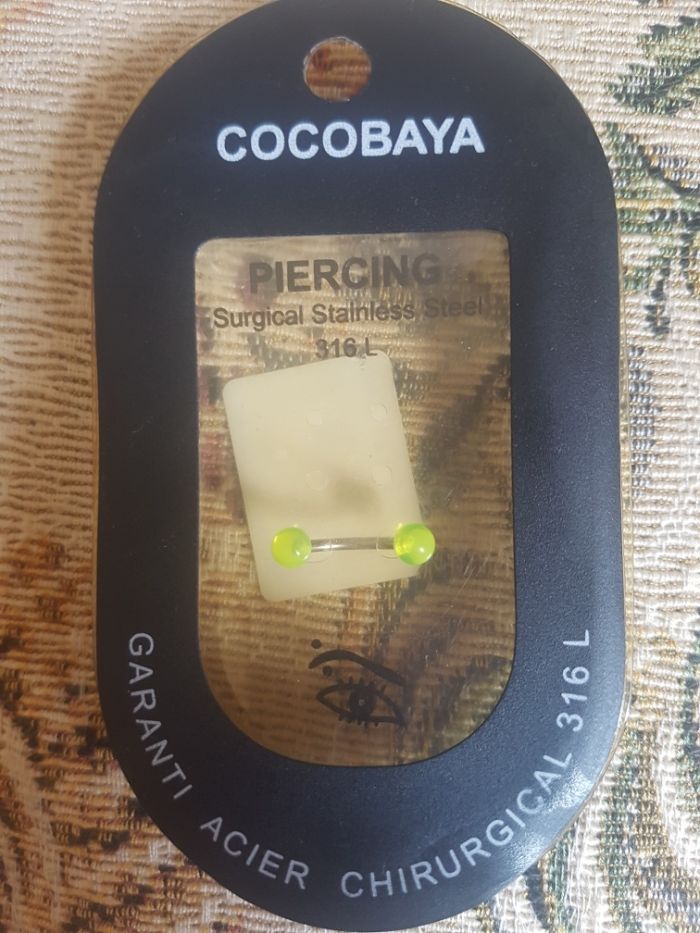 COCOBAYA
PIERCING
Surgical Stainless Steel
316 L
GARANTI ACIER CHIRURGICAL 316 L